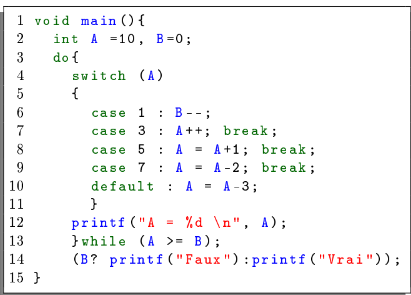 1 void main(){
2 int A =10, B=0;
3 do{
4 switch (A)
5 {
6 case 1 : B--;
7 case 3 : A++; break;
8 case 5 : A = A+1; break;
9 case 7 : A = A-2; break;
10 default : A = A-3;
11 }
12 printf("A = %d \n", A);
13 }while (A >= B);
14 (B? printf("Faux"):printf("Vrai"));
15 }